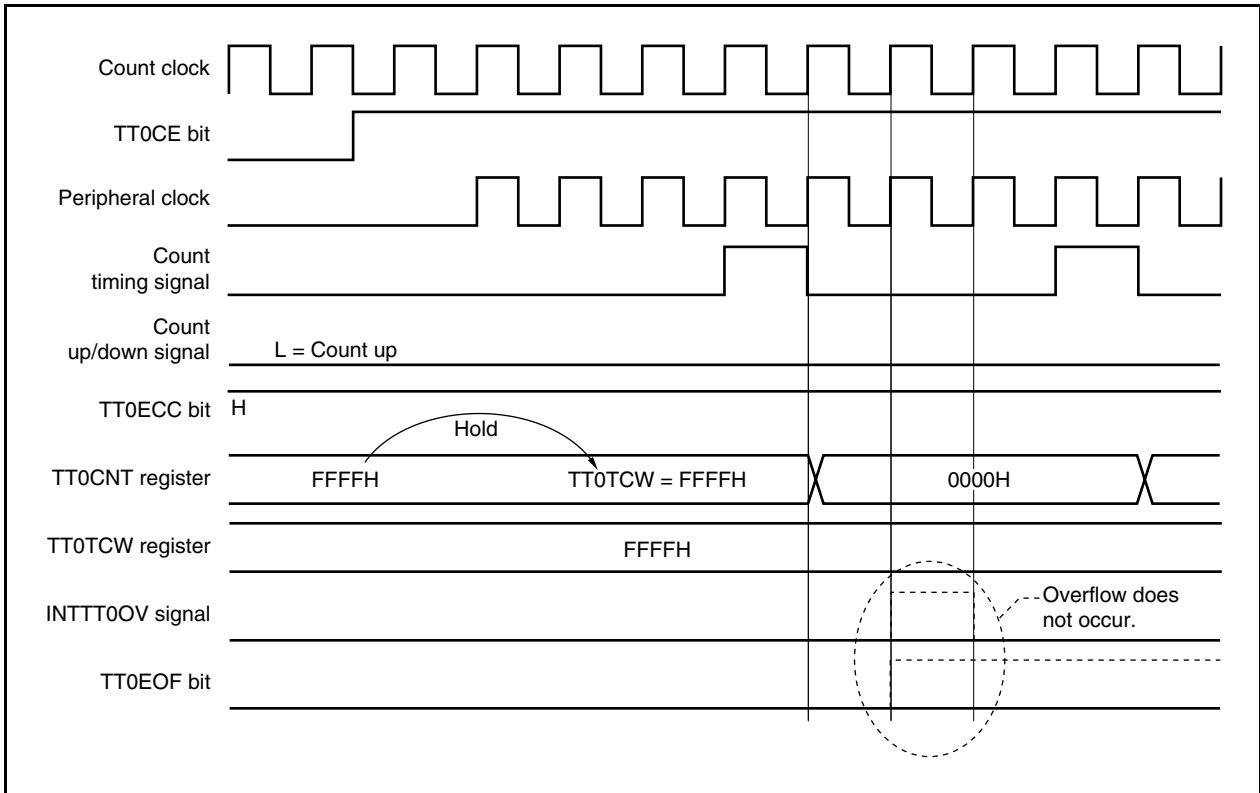 Count clock
TT0CE bit
Peripheral clock
Count
timing signal
Count
up/down signal
L = Count up
TT0ECC bit
H
Hold
TT0CNT register
FFFFH
TT0TCW = FFFFH
0000H
TT0TCW register
FFFFH
INTTT0OV signal
Overflow does
not occur.
TT0EOF bit